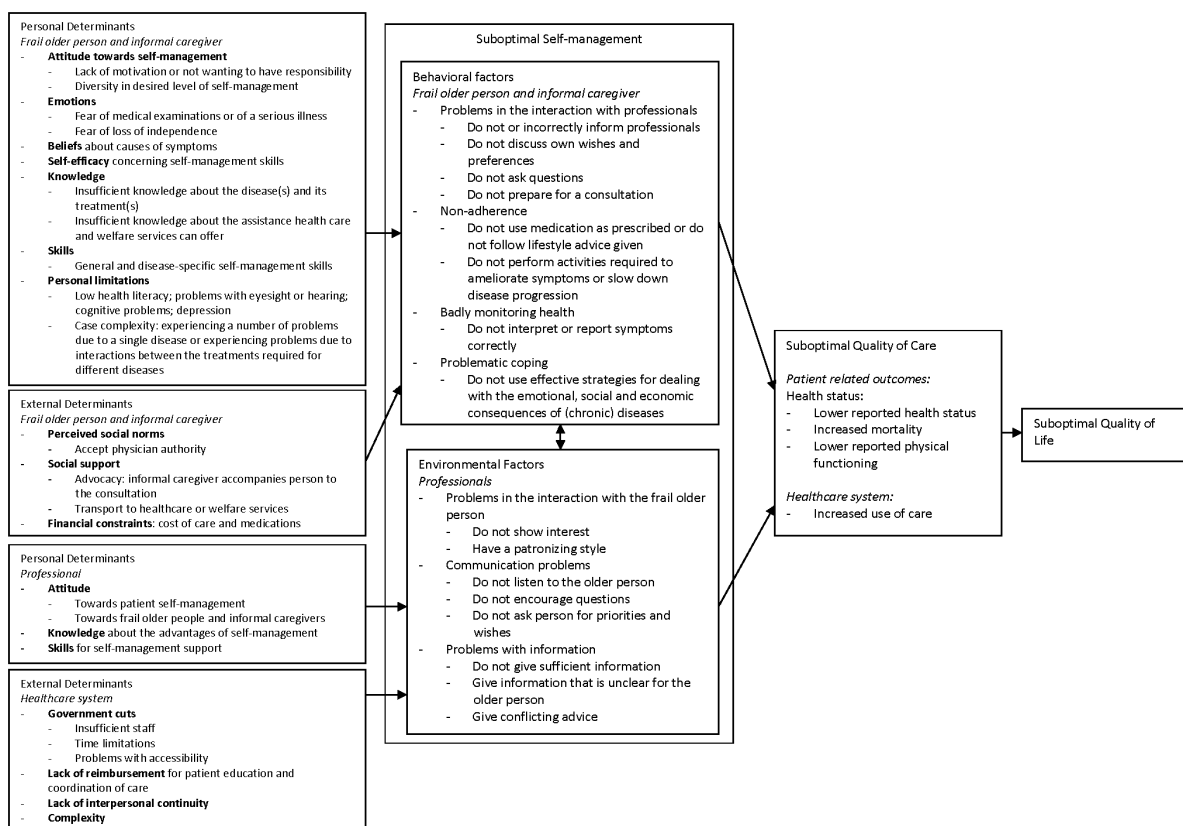 Personal Determinants
Frail older person and informal caregiver
- Attitude towards self-management
- Lack of motivation or not wanting to have responsibility
- Diversity in desired level of self-management
- Emotions
- Fear of medical examinations or of a serious illness
- Fear of loss of independence
- Beliefs about causes of symptoms
- Self-efficacy concerning self-management skills
- Knowledge
- Insufficient knowledge about the disease(s) and its
treatment(s)
- Insufficient knowledge about the assistance health care
and welfare services can offer
- Skills
- General and disease-specific self-management skills
- Personal limitations
- Low health literacy; problems with eyesight or hearing;
cognitive problems; depression
- Case complexity: experiencing a number of problems
due to a single disease or experiencing problems due to
interactions between the treatments required for
different diseases
External Determinants
Frail older person and informal caregiver
- Perceived social norms
- Accept physician authority
- Social support
- Advocacy: informal caregiver accompanies person to
the consultation
- Transport to healthcare or welfare services
- Financial constraints: cost of care and medications
Personal Determinants
Professional
- Attitude
- Towards patient self-management
- Towards frail older people and informal caregivers
- Knowledge about the advantages of self-management
- Skills for self-management support
External Determinants
Healthcare system
- Government cuts
- Insufficient staff
- Time limitations
- Problems with accessibility
- Lack of reimbursement for patient education and
coordination of care
- Lack of interpersonal continuity
- Complexity
Suboptimal Self-management
Behavioral factors
Frail older person and informal caregiver
- Problems in the interaction with professionals
- Do not or incorrectly inform professionals
- Do not discuss own wishes and
preferences
- Do not ask questions
- Do not prepare for a consultation
- Non-adherence
- Do not use medication as prescribed or do
not follow lifestyle advice given
- Do not perform activities required to
ameliorate symptoms or slow down
disease progression
- Badly monitoring health
- Do not interpret or report symptoms
correctly
- Problematic coping
- Do not use effective strategies for dealing
with the emotional, social and economic
consequences of (chronic) diseases
Environmental Factors
Professionals
- Problems in the interaction with the frail older
person
- Do not show interest
- Have a patronizing style
- Communication problems
- Do not listen to the older person
- Do not encourage questions
- Do not ask person for priorities and
wishes
- Problems with information
- Do not give sufficient information
- Give information that is unclear for the
older person
- Give conflicting advice
Suboptimal Quality of Care
Patient related outcomes:
Health status:
- Lower reported health status
- Increased mortality
- Lower reported physical
functioning
Healthcare system:
- Increased use of care
Suboptimal Quality of
Life